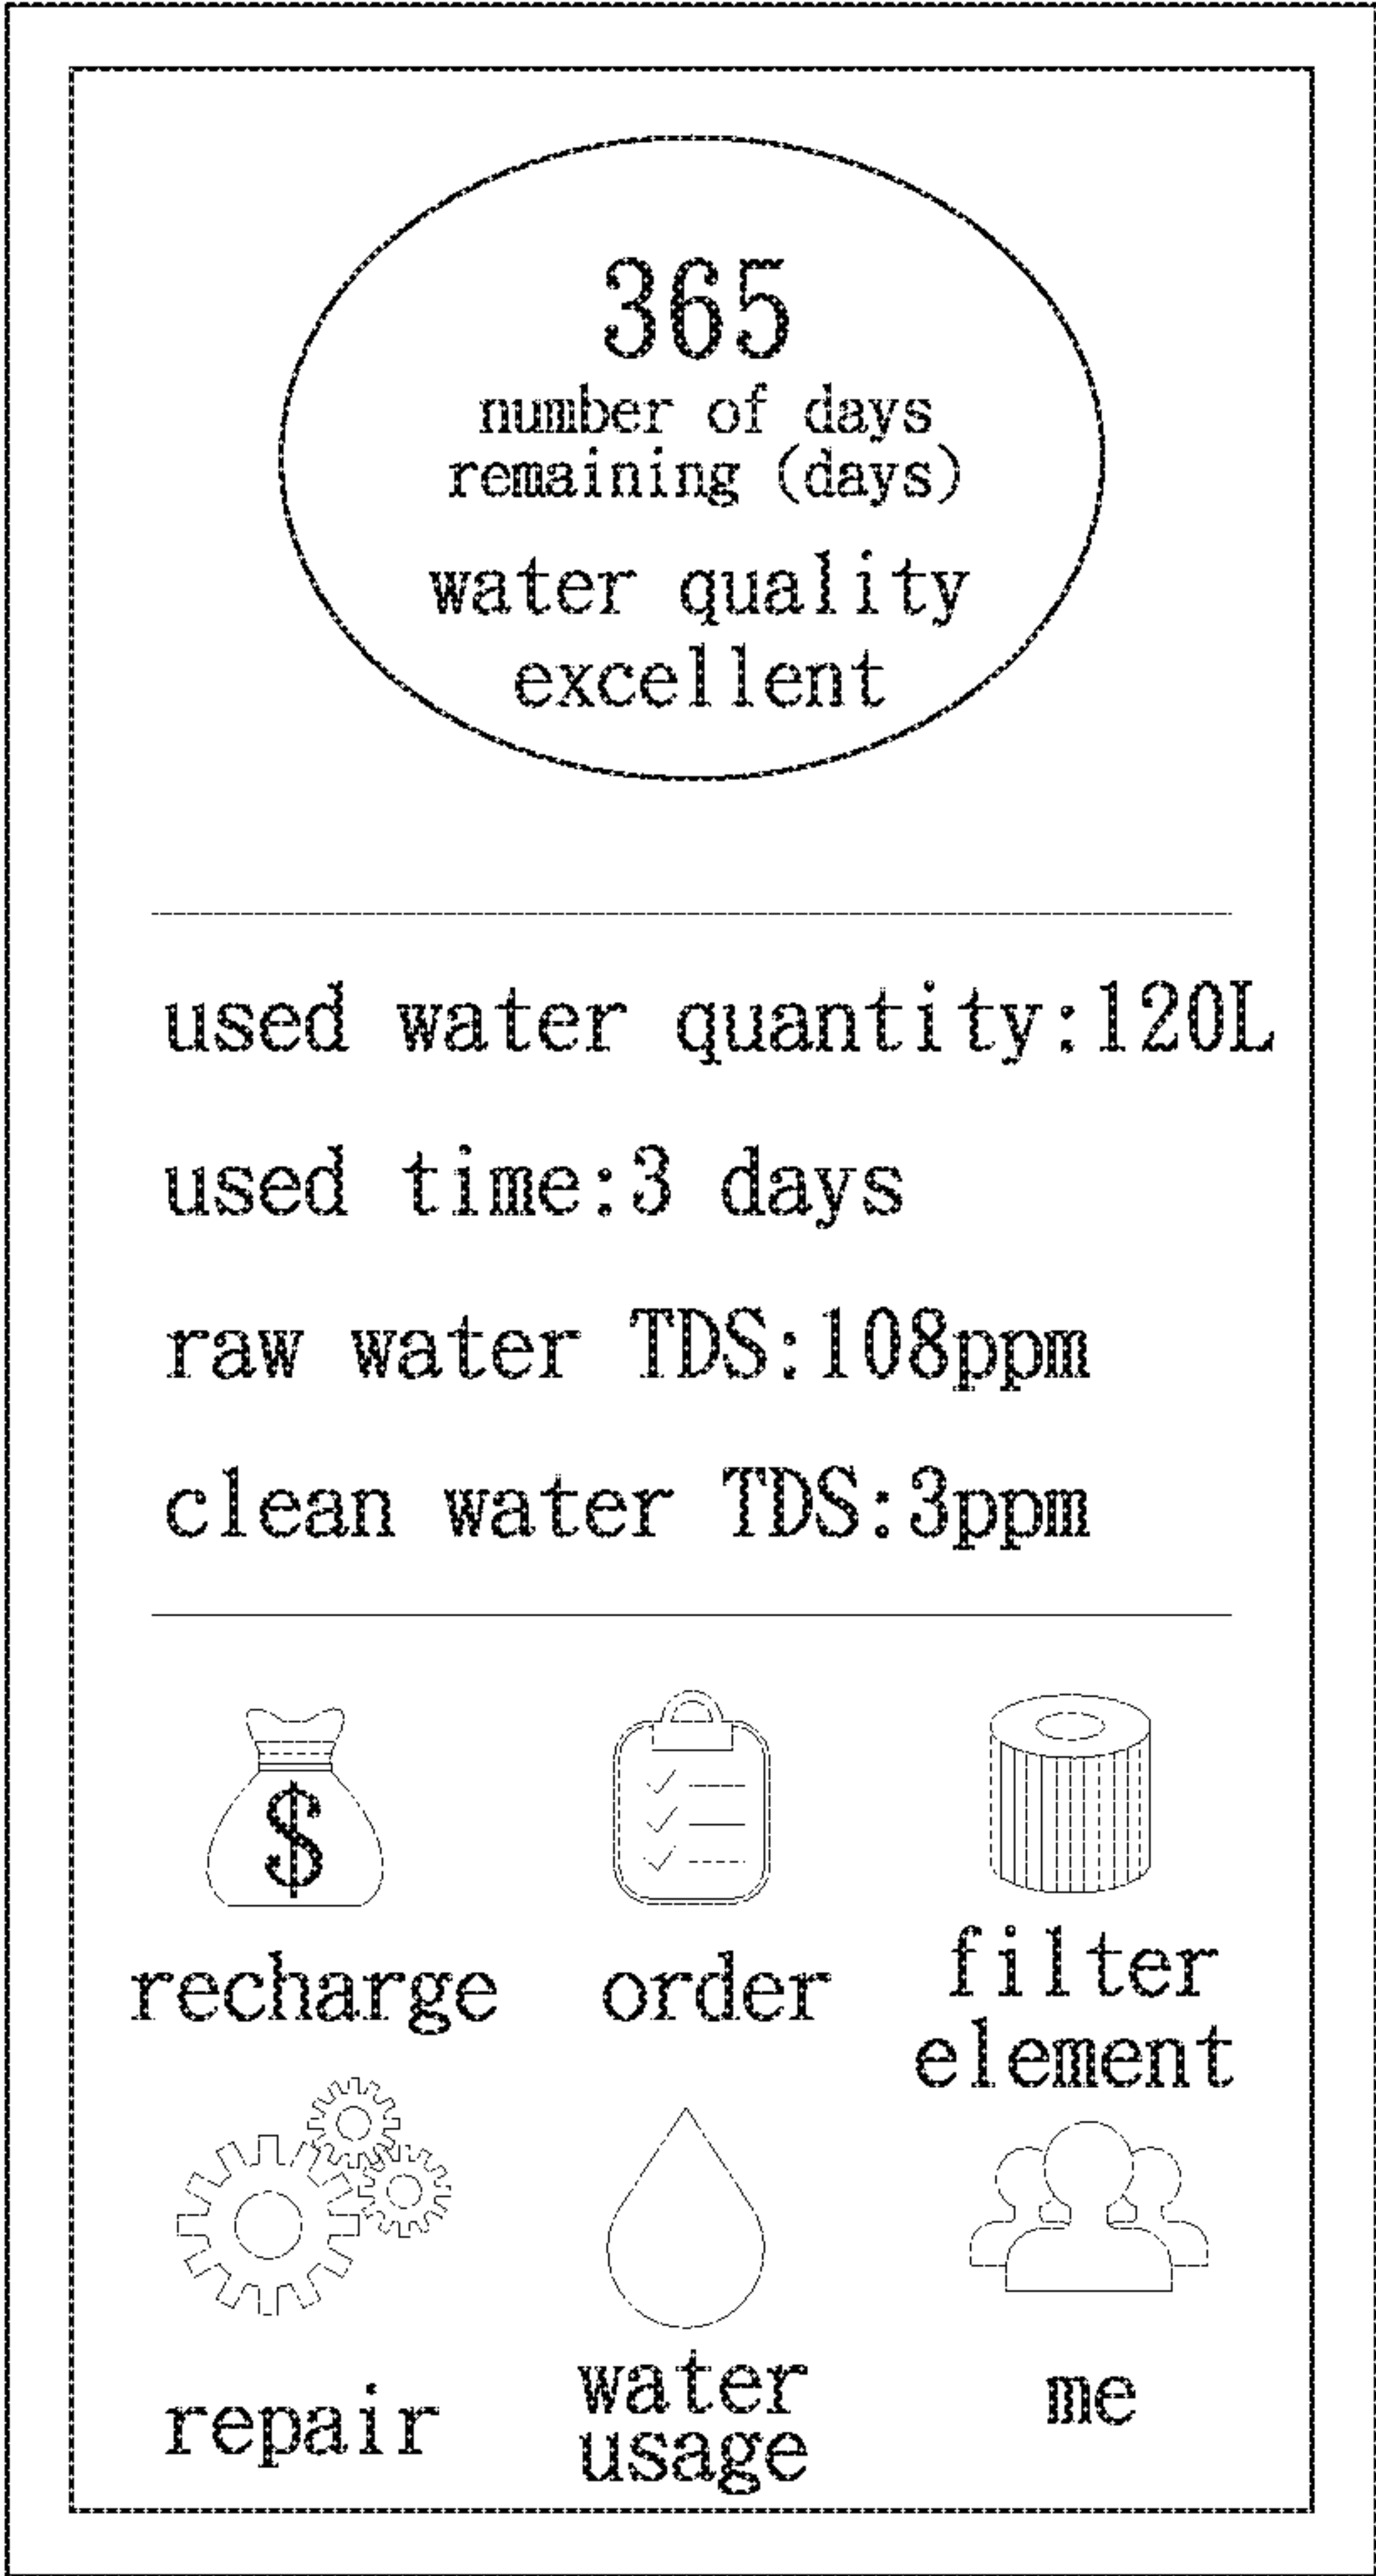 365
number of days
remaining (days)
water quality
excellent
used water quantity:120L
used time:3 days
raw water TDS:108ppm
clean water TDS:3ppm
$
recharge
order
filter
element
repair
water
usage
me